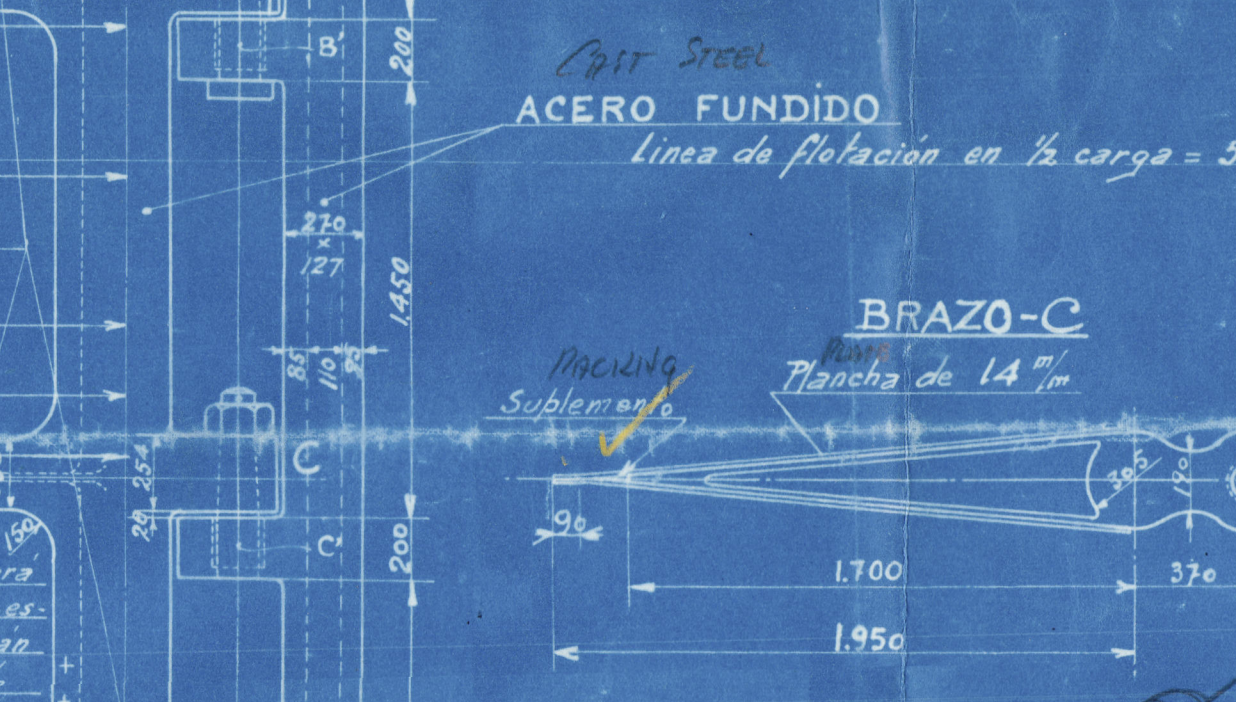 B'
200
CAST STEEL
ACERO FUNDIDO
Linea de flotación en ½ carga = 5
270
x
127
1.450
85
110
BRAZO-C
PLATE
Plancha de 14 m/m
PACKING
Suplemento
254
C
305
190
20
150
90
C'
200
1.700
370
1.950
es-